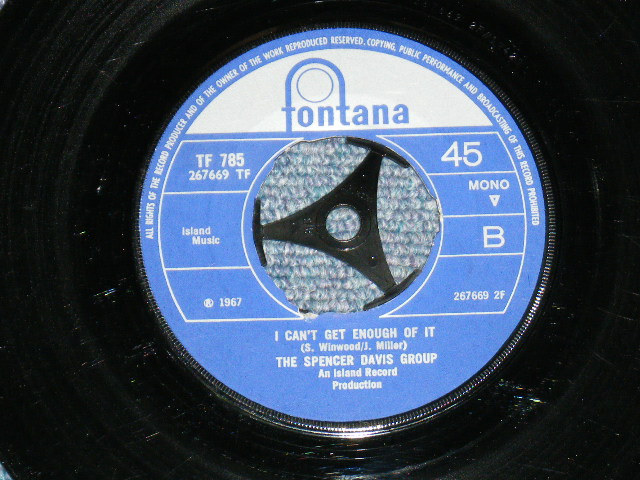 ALL RIGHTS OF THE RECORD PRODUCER AND OF THE OWNER OF THE WORK REPRODUCED RESERVED. COPYING, PUBLIC PERFORMANCE AND BROADCASTING OF THIS RECORD PROHIBITED
fontana
TF 785
267669 TF
45
MONO
Island
Music
B
℗ 1967
267669 2F
I CAN'T GET ENOUGH OF IT
(S. Winwood/J. Miller)
THE SPENCER DAVIS GROUP
An Island Record
Production